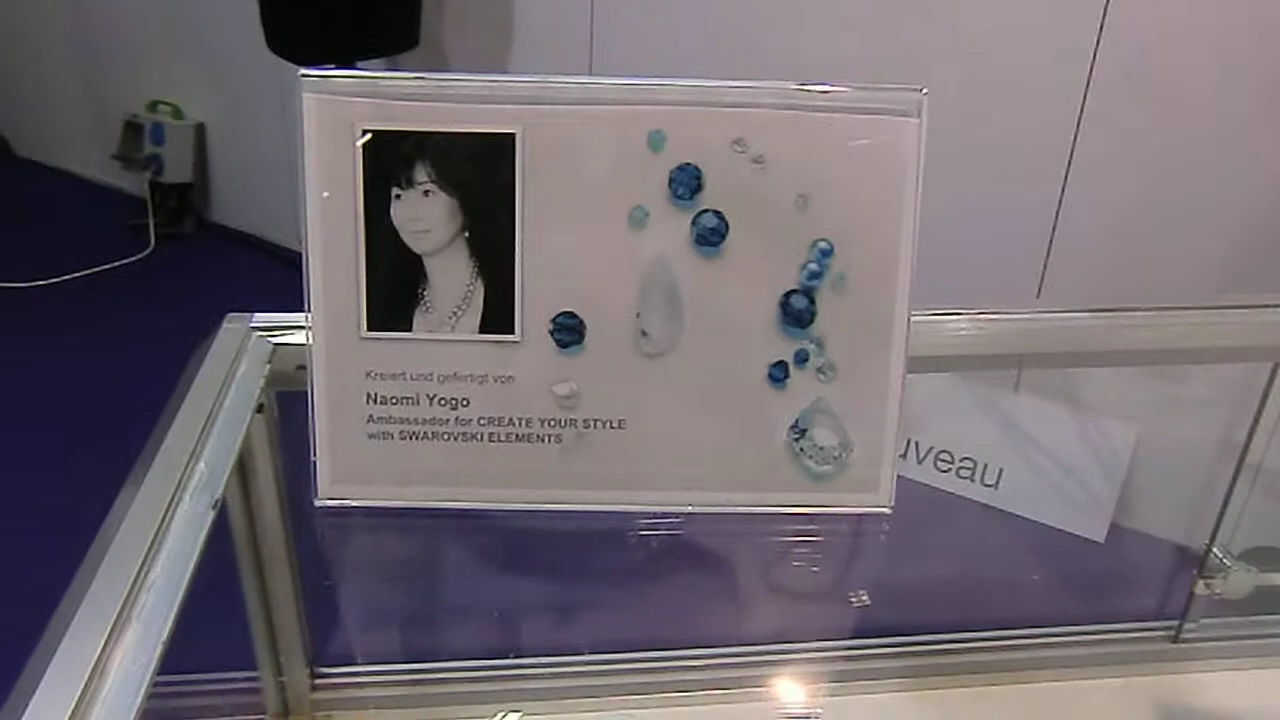 Kreiert und gefertigt von
Naomi Yogo
Ambassador for CREATE YOUR STYLE
with SWAROVSKI ELEMENTS
uveau